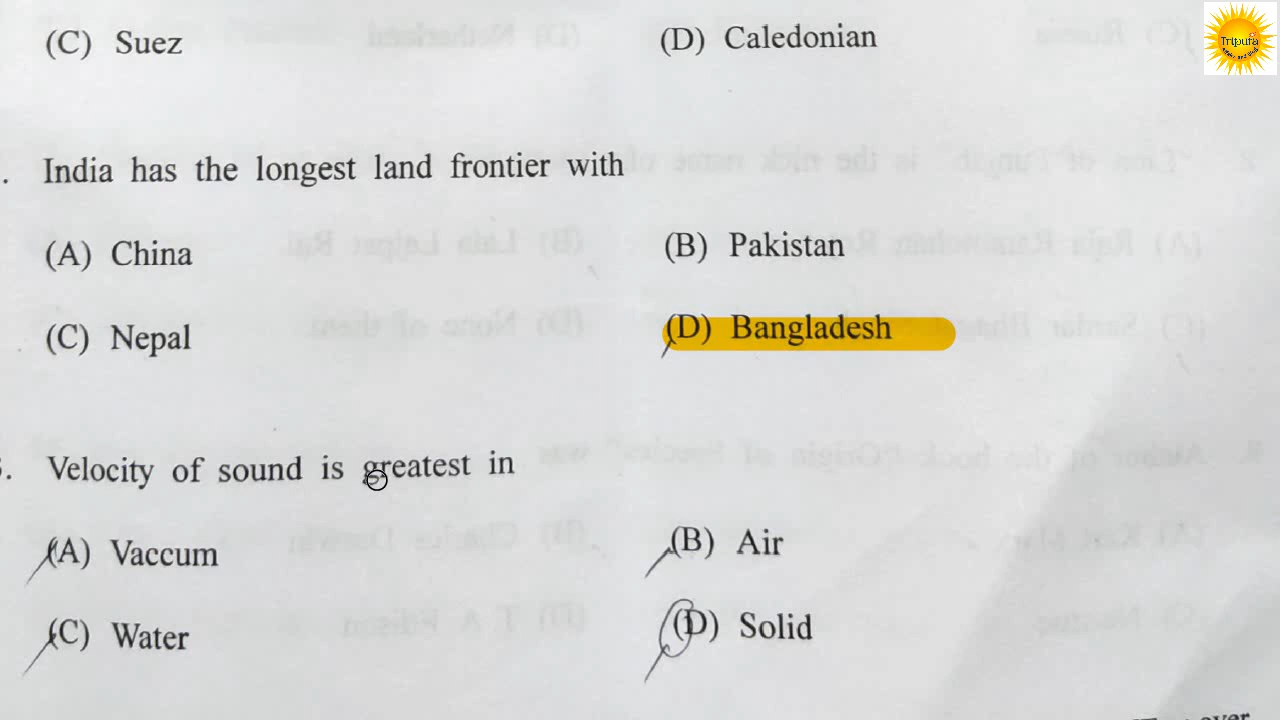 (C) Suez (D) Caledonian
Tripura
. India has the longest land frontier with
(A) China (B) Pakistan
(C) Nepal (D) Bangladesh
. Velocity of sound is greatest in
(A) Vaccum (B) Air
(C) Water (D) Solid